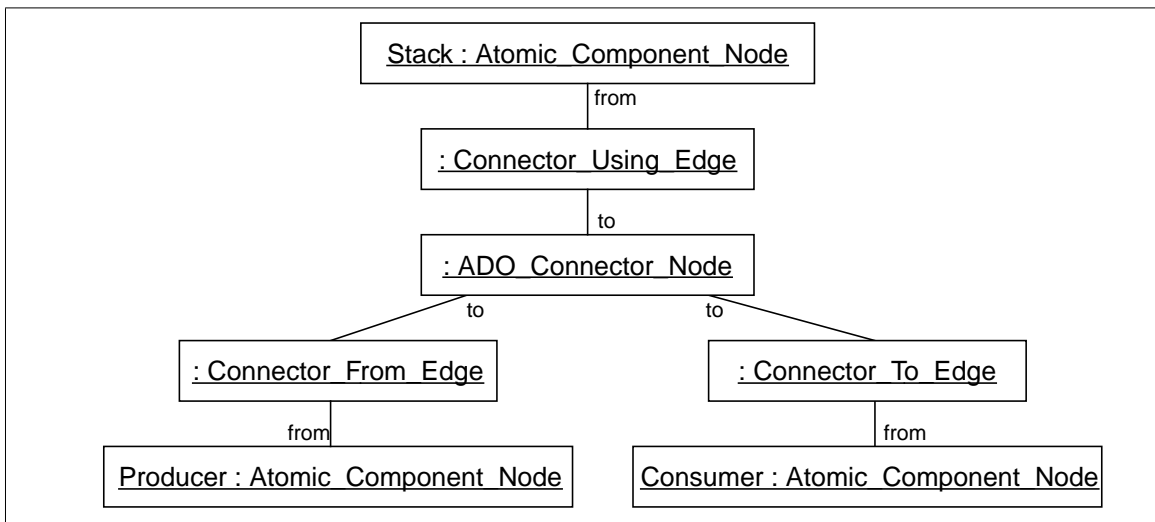 Stack : Atomic_Component_Node
from
: Connector_Using_Edge
to
: ADO_Connector_Node
to
to
: Connector_From_Edge
: Connector_To_Edge
from
from
Producer : Atomic_Component_Node
Consumer : Atomic_Component_Node